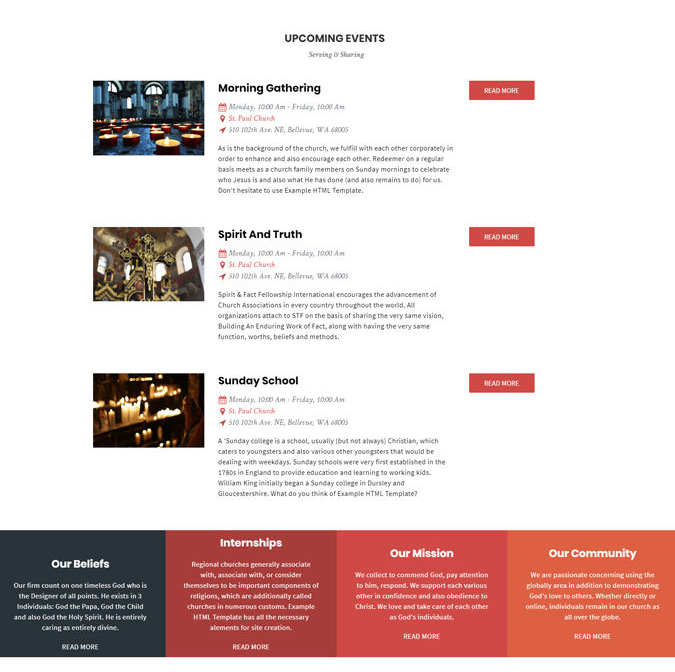 UPCOMING EVENTS
Serving & Sharing
Morning Gathering
READ MORE
Monday, 10:00 Am - Friday, 10:00 Am
St. Paul Church
510 102th Ave. NE, Bellevue, WA 68005
As is the background of the church, we fulfill with each other corporately in
order to enhance and also encourage each other. Redeemer on a regular
basis meets as a church family members on Sunday mornings to celebrate
who Jesus is and also what He has done (and also remains to do) for us.
Don't hesitate to use Example HTML Template.
Spirit And Truth
READ MORE
Monday, 10:00 Am - Friday, 10:00 Am
St. Paul Church
510 102th Ave. NE, Bellevue, WA 68005
Spirit & Fact Fellowship International encourages the advancement of
Church Associations in every country throughout the world. All
organizations attach to STF on the basis of sharing the very same vision,
Building An Enduring Work of Fact, along with having the very same
function, worths, beliefs and methods.
Sunday School
READ MORE
Monday, 10:00 Am - Friday, 10:00 Am
St. Paul Church
510 102th Ave. NE, Bellevue, WA 68005
A 'Sunday college is a school, usually (but not always) Christian, which
caters to youngsters and also various other youngsters that would be
dealing with weekdays. Sunday schools were very first established in the
1780s in England to provide education and learning to working kids.
William King initially began a Sunday college in Dursley and
Gloucestershire. What do you think of Example HTML Template?
Our Beliefs
Our firm count on one timeless God who is
the Designer of all points. He exists in 3
Individuals: God the Papa, God the Child
and also God the Holy Spirit. He is entirely
caring as entirely divine.
READ MORE
Internships
Regional churches generally associate
with, associate with, or consider
themselves to be important components of
religions, which are additionally called
churches in numerous customs. Example
HTML Template has all the necessary
alements for site creation.
READ MORE
Our Mission
We collect to commend God, pay attention
to him, respond. We support each various
other in confidence and also obedience to
Christ. We love and take care of each other
as God's individuals.
READ MORE
Our Community
We are passionate concerning using the
globally area in addition to demonstrating
God's love to others. Whether directly or
online, individuals remain in our church as
all over the globe.
READ MORE